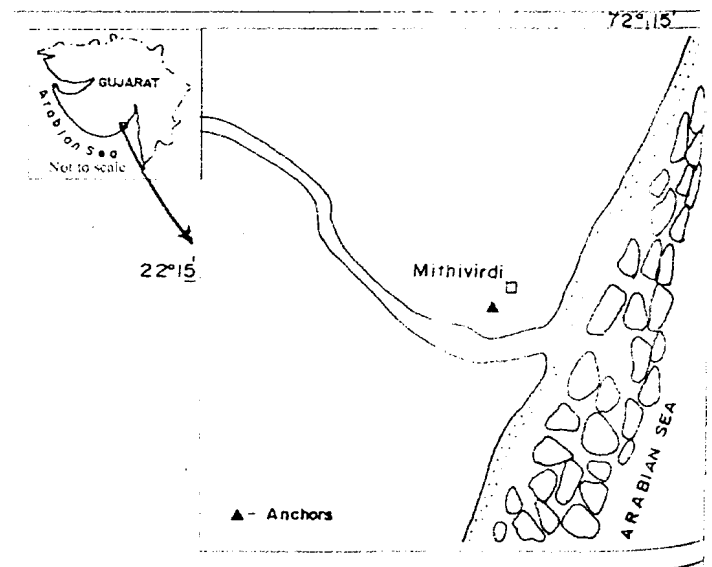 72°,15'
GUJARAT
Arabian Sea
Not to scale
22°15'
Mithivirdi
ARABIAN SEA
▲ - Anchors